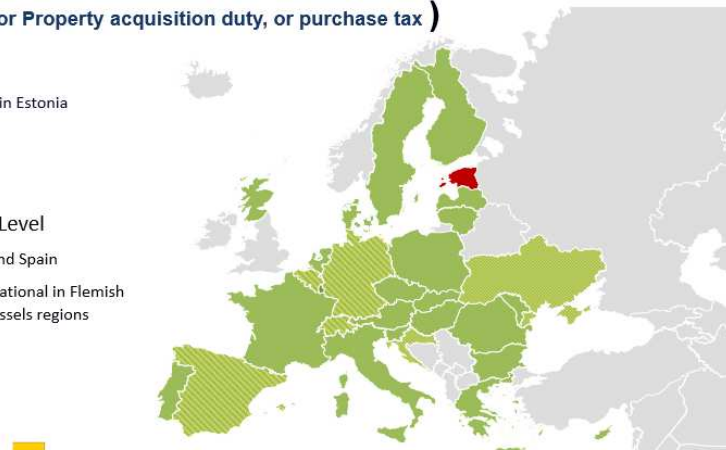 or Property acquisition duty, or purchase tax )
in Estonia
Level
nd Spain
ational in Flemish
ssels regions